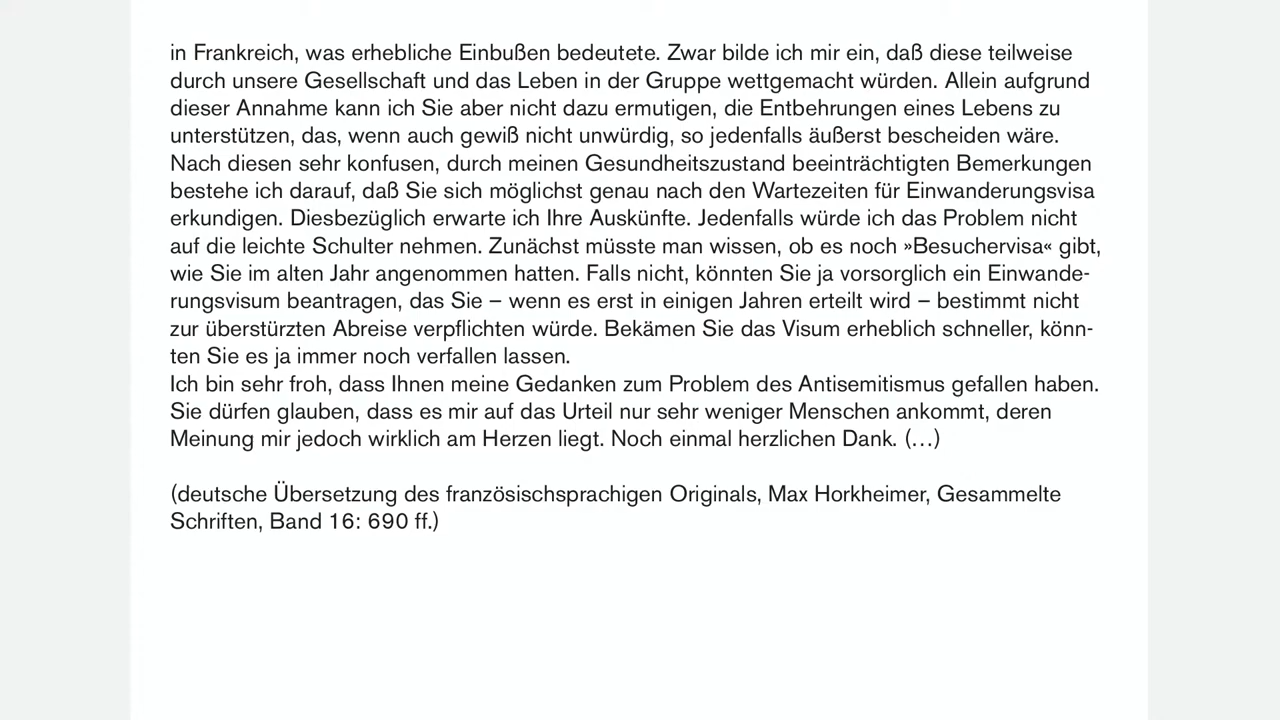 in Frankreich, was erhebliche Einbußen bedeutete. Zwar bilde ich mir ein, daß diese teilweise
durch unsere Gesellschaft und das Leben in der Gruppe wettgemacht würden. Allein aufgrund
dieser Annahme kann ich Sie aber nicht dazu ermutigen, die Entbehrungen eines Lebens zu
unterstützen, das, wenn auch gewiß nicht unwürdig, so jedenfalls äußerst bescheiden wäre.
Nach diesen sehr konfusen, durch meinen Gesundheitszustand beeinträchtigten Bemerkungen
bestehe ich darauf, daß Sie sich möglichst genau nach den Wartezeiten für Einwanderungsvisa
erkundigen. Diesbezüglich erwarte ich Ihre Auskünfte. Jedenfalls würde ich das Problem nicht
auf die leichte Schulter nehmen. Zunächst müsste man wissen, ob es noch »Besuchervisa« gibt,
wie Sie im alten Jahr angenommen hatten. Falls nicht, könnten Sie ja vorsorglich ein Einwande-
rungsvisum beantragen, das Sie – wenn es erst in einigen Jahren erteilt wird – bestimmt nicht
zur überstürzten Abreise verpflichten würde. Bekämen Sie das Visum erheblich schneller, könn-
ten Sie es ja immer noch verfallen lassen.
Ich bin sehr froh, dass Ihnen meine Gedanken zum Problem des Antisemitismus gefallen haben.
Sie dürfen glauben, dass es mir auf das Urteil nur sehr weniger Menschen ankommt, deren
Meinung mir jedoch wirklich am Herzen liegt. Noch einmal herzlichen Dank. (…)
(deutsche Übersetzung des französischsprachigen Originals, Max Horkheimer, Gesammelte
Schriften, Band 16: 690 ff.)